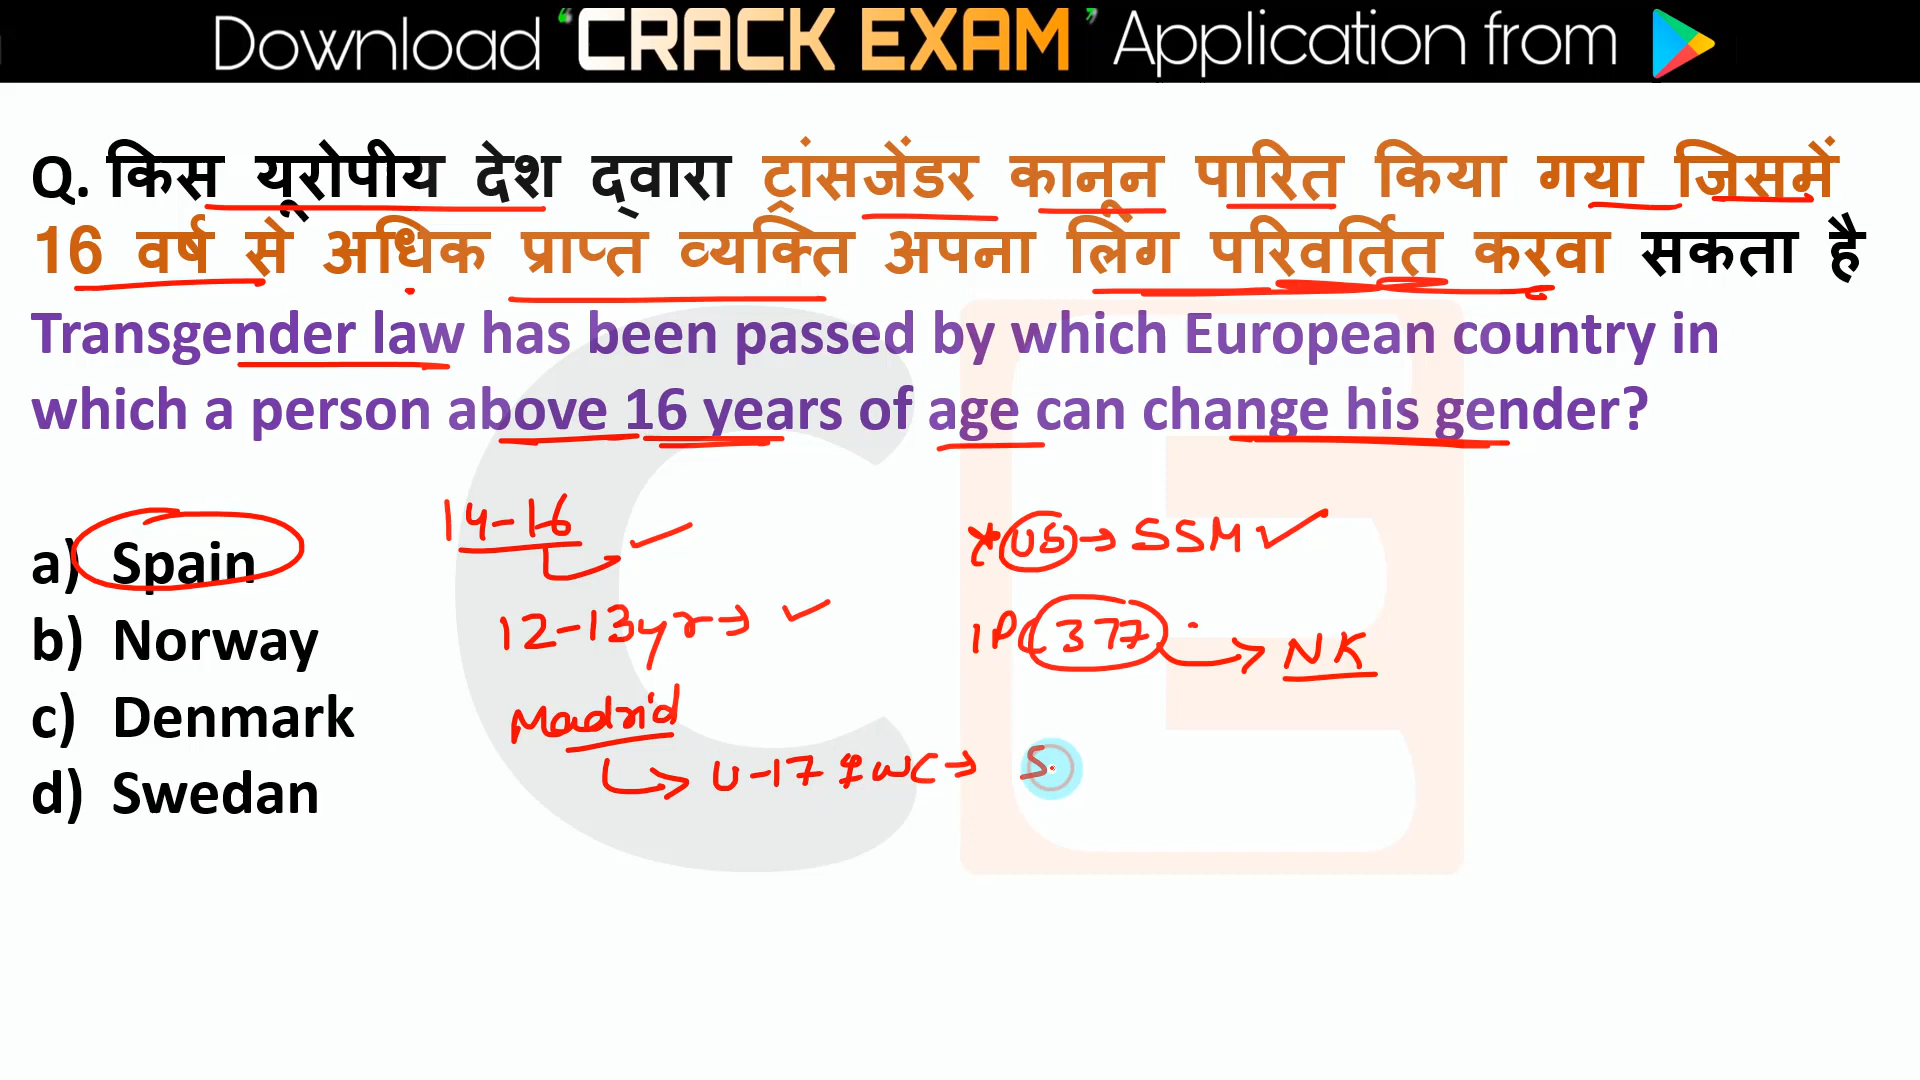 Download “CRACK EXAM” Application from
Q. किस यूरोपीय देश द्वारा ट्रांसजेंडर कानून पारित किया गया जिसमें
16 वर्ष से अधिक प्राप्त व्यक्ति अपना लिंग परिवर्तित करवा सकता है
Transgender law has been passed by which European country in
which a person above 16 years of age can change his gender?
a) Spain
b) Norway
c) Denmark
d) Swedan
14-16
12-13yr→
Madrid
U-17 WC→ S
*US→ SSM
IPC 377 → NK